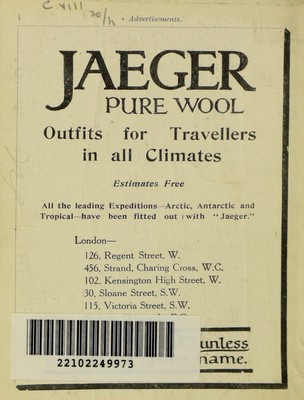 C xiii
20/h
• Advertisements.
JAEGER
PURE WOOL
Outfits for Travellers
in all Climates
Estimates Free
All the leading Expeditions—Arctic, Antarctic and
Tropical—have been fitted out with "Jaeger."
London—
126, Regent Street, W.
456, Strand, Charing Cross, W.C.
102, Kensington High Street, W.
30, Sloane Street, S.W.
115, Victoria Street, S.W.
unless
name.
22102249973